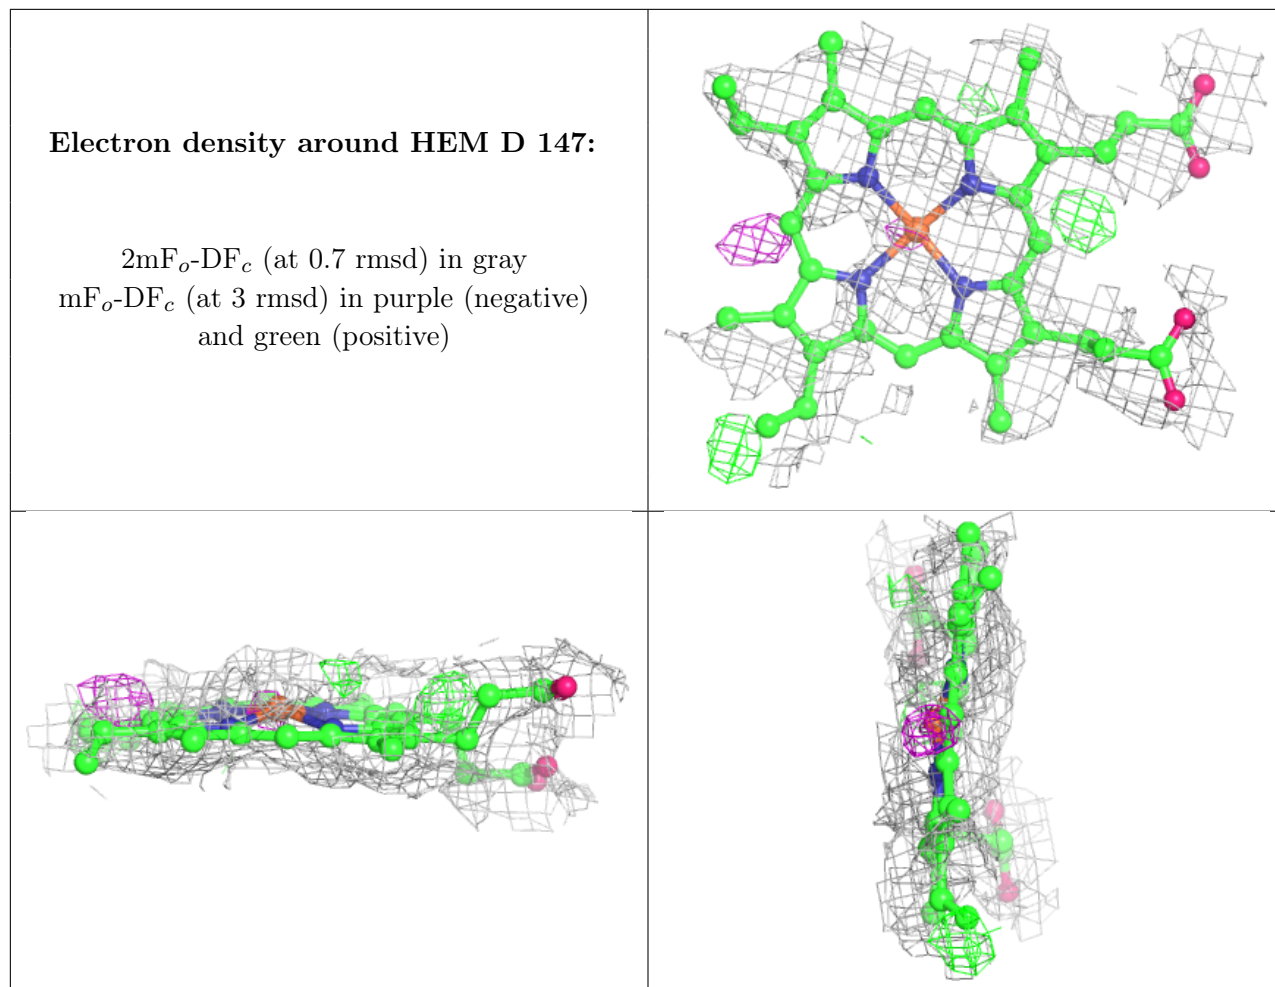 Electron density around HEM D 147:
2mFo-DFc (at 0.7 rmsd) in gray
mFo-DFc (at 3 rmsd) in purple (negative)
and green (positive)